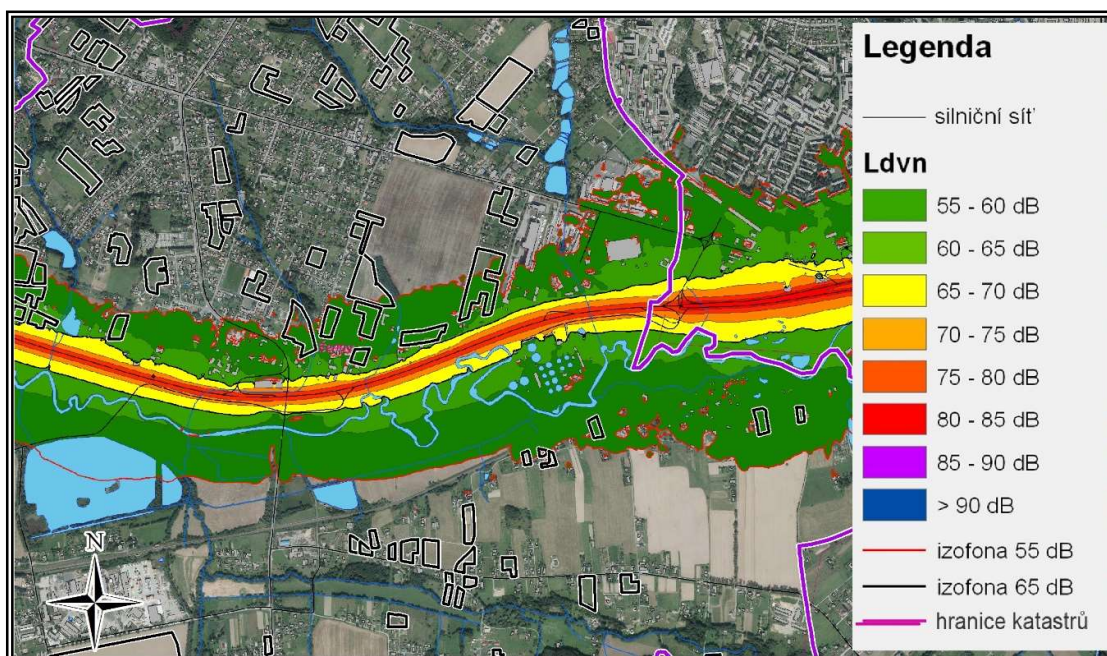 Legenda
silniční síť
Ldvn
55 - 60 dB
60 - 65 dB
65 - 70 dB
70 - 75 dB
75 - 80 dB
80 - 85 dB
85 - 90 dB
> 90 dB
izofona 55 dB
izofona 65 dB
hranice katastrů
N